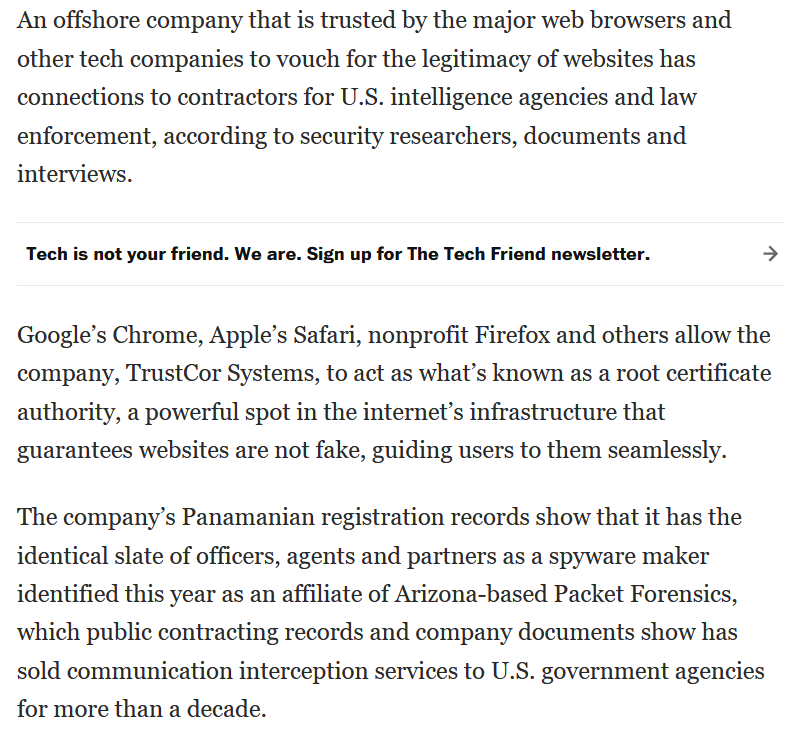 An offshore company that is trusted by the major web browsers and
other tech companies to vouch for the legitimacy of websites has
connections to contractors for U.S. intelligence agencies and law
enforcement, according to security researchers, documents and
interviews.
Tech is not your friend. We are. Sign up for The Tech Friend newsletter.
Google’s Chrome, Apple’s Safari, nonprofit Firefox and others allow the
company, TrustCor Systems, to act as what’s known as a root certificate
authority, a powerful spot in the internet’s infrastructure that
guarantees websites are not fake, guiding users to them seamlessly.
The company’s Panamanian registration records show that it has the
identical slate of officers, agents and partners as a spyware maker
identified this year as an affiliate of Arizona-based Packet Forensics,
which public contracting records and company documents show has
sold communication interception services to U.S. government agencies
for more than a decade.